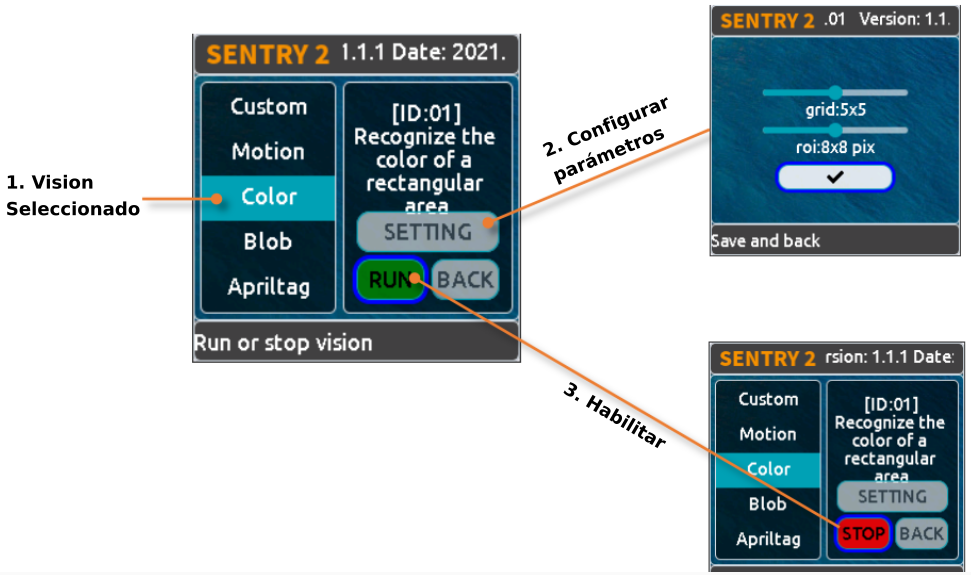 SENTRY 2 1.1.1 Date: 2021.
Custom
Motion
Color
Blob
Apriltag
[ID:01]
Recognize the
color of a
rectangular
area
SETTING
RUN BACK
Run or stop vision
1. Vision
Seleccionado
2. Configurar
parámetros
3. Habilitar
SENTRY 2 .01 Version: 1.1.
grid:5x5
roi:8x8 pix
Save and back
SENTRY 2 rsion: 1.1.1 Date:
Custom
Motion
Color
Blob
Apriltag
[ID:01]
Recognize the
color of a
rectangular
area
SETTING
STOP BACK